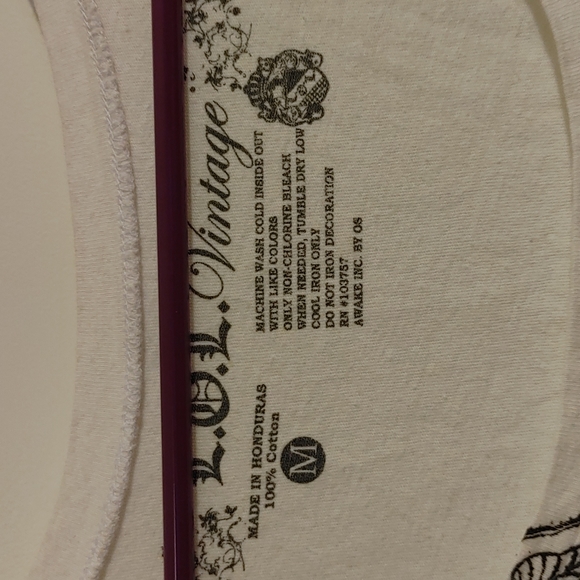 L.O.L. Vintage
MADE IN HONDURAS
100% Cotton
M
MACHINE WASH COLD INSIDE OUT
WITH LIKE COLORS
ONLY NON-CHLORINE BLEACH
WHEN NEEDED, TUMBLE DRY LOW
COOL IRON ONLY
DO NOT IRON DECORATION
RN #103757
AWAKE INC. BY OS